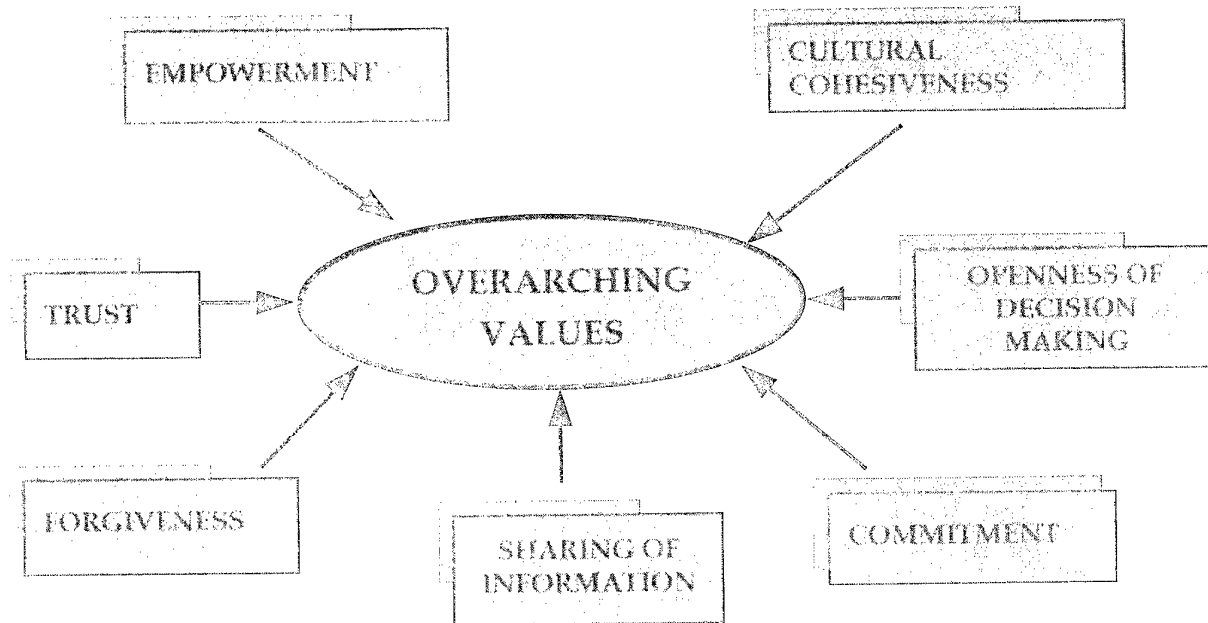 EMPOWERMENT
CULTURAL
COHESIVENESS
OVERARCHING
VALUES
TRUST
OPENNESS OF
DECISION
MAKING
FORGIVENESS
SHARING OF
INFORMATION
COMMITMENT